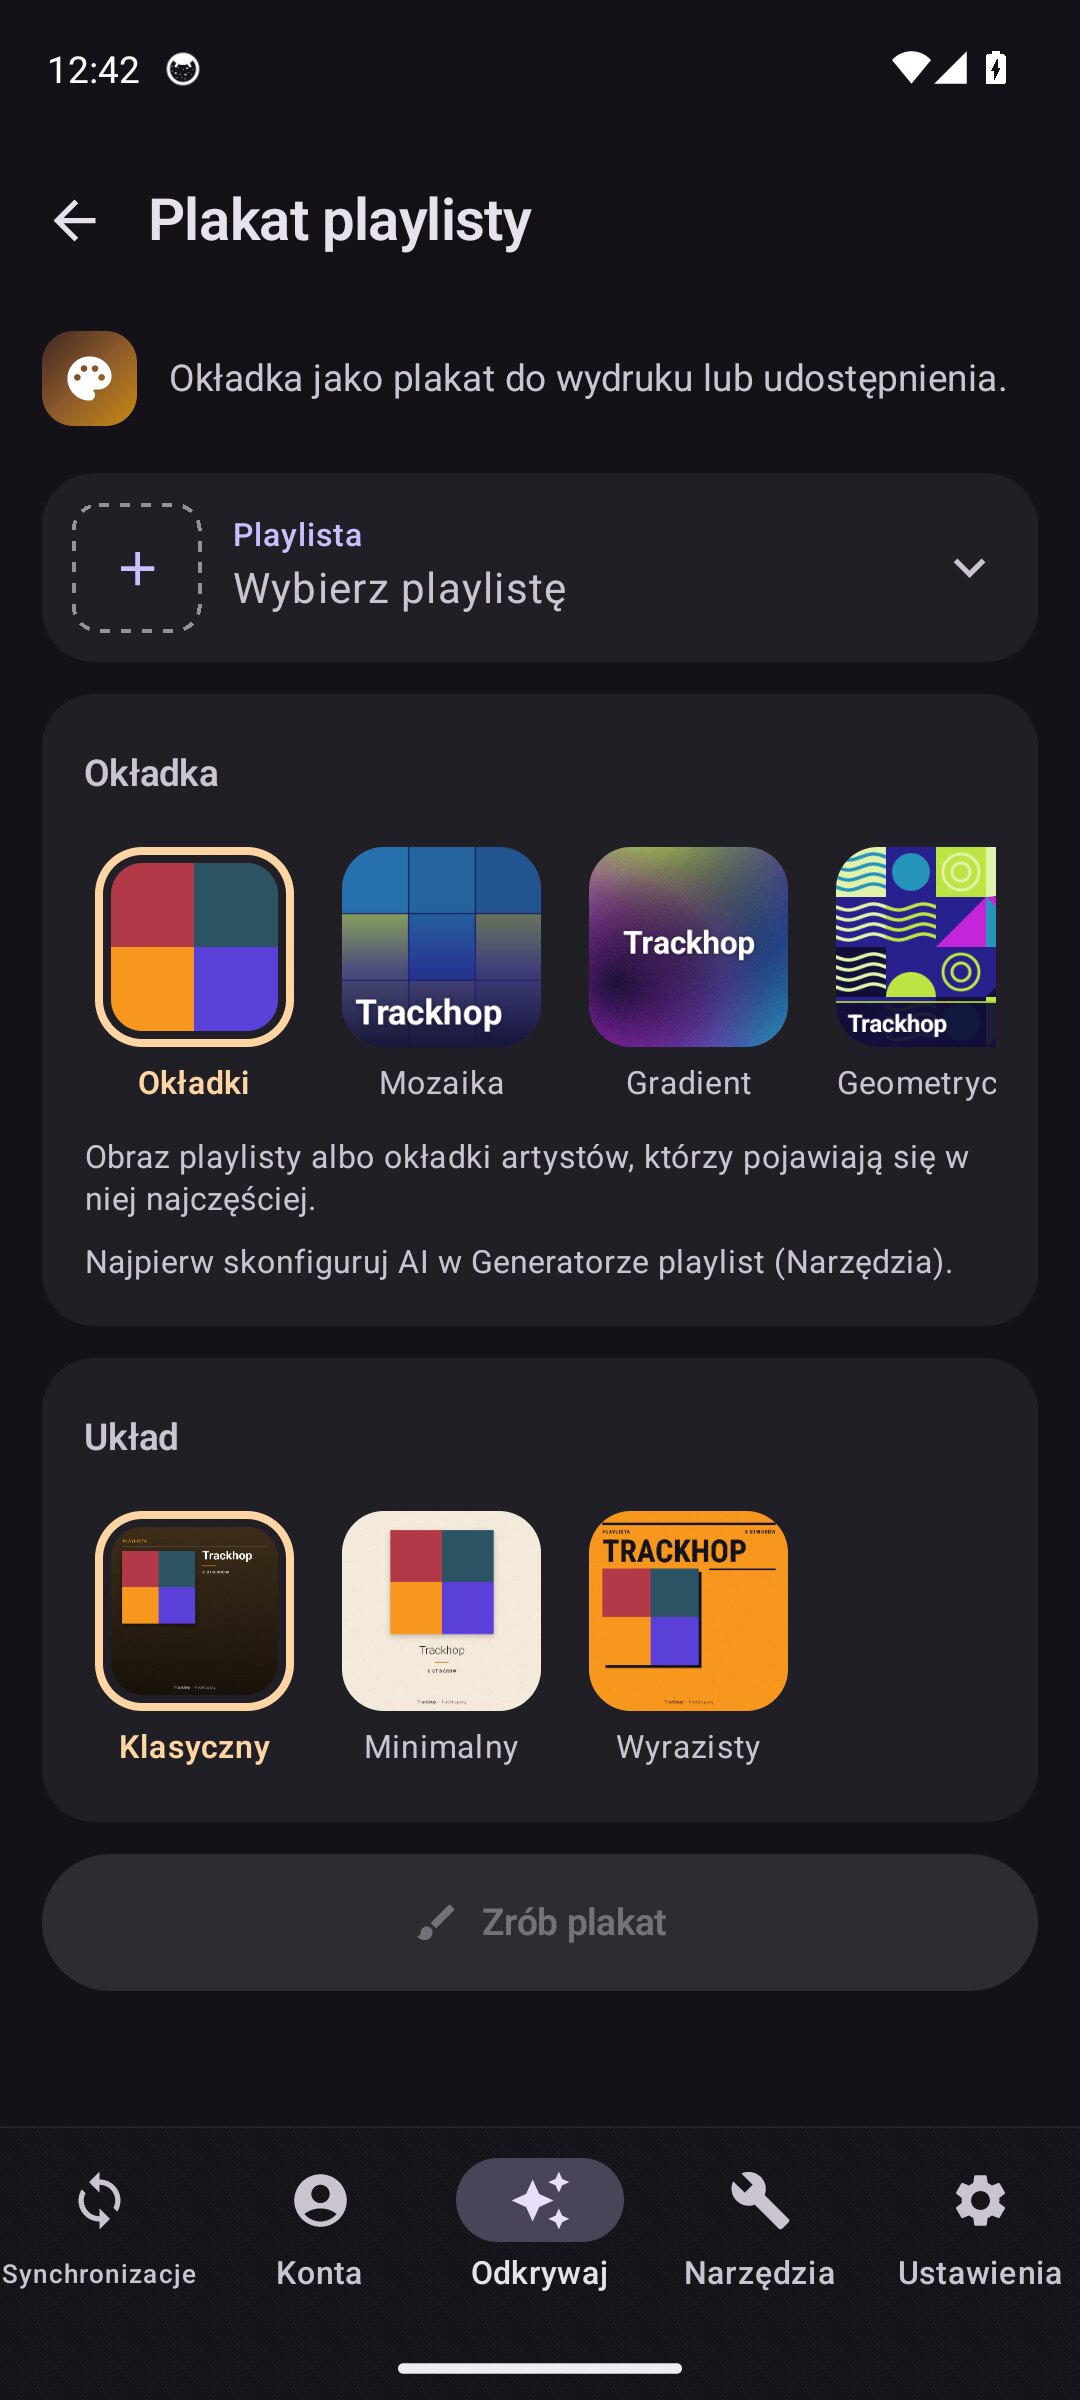 12:42
Plakat playlisty
Okładka jako plakat do wydruku lub udostępnienia.
Playlista
Wybierz playlistę
Okładka
Trackhop
Trackhop
Trackhop
Okładki
Mozaika
Gradient
Geometryc
Obraz playlisty albo okładki artystów, którzy pojawiają się w
niej najczęściej.
Najpierw skonfiguruj AI w Generatorze playlist (Narzędzia).
Układ
PLAYLISTA
Trackhop
Trackhop
PLAYLISTA
TRACKHOP
Klasyczny
Minimalny
Wyrazisty
Zrób plakat
Synchronizacje
Konta
Odkrywaj
Narzędzia
Ustawienia